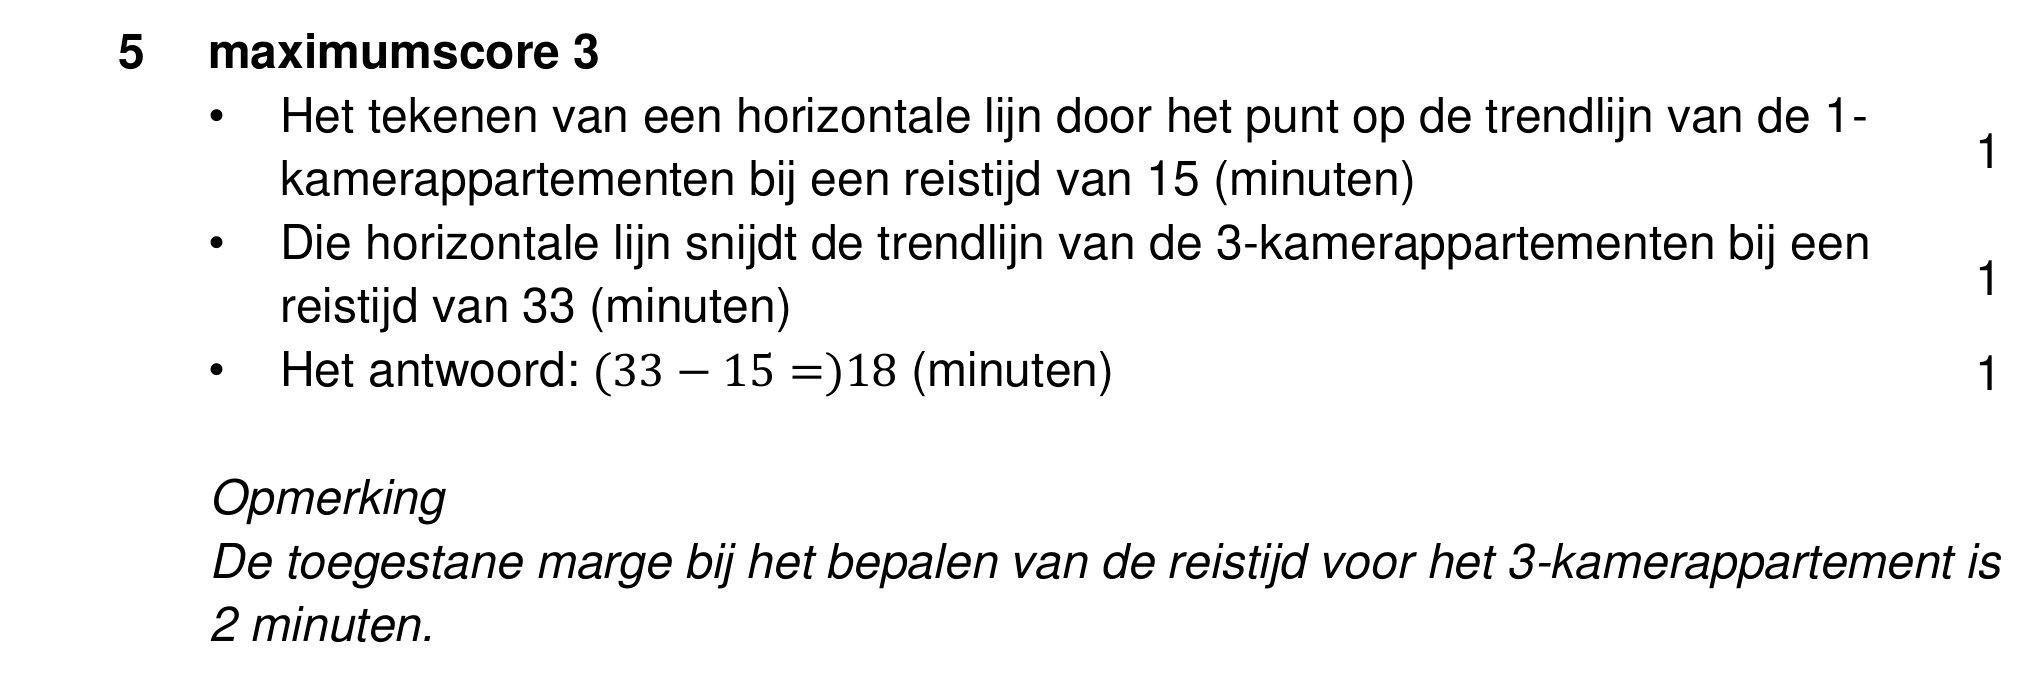 5 maximumscore 3
• Het tekenen van een horizontale lijn door het punt op de trendlijn van de 1-
kamerappartementen bij een reistijd van 15 (minuten) 1
• Die horizontale lijn snijdt de trendlijn van de 3-kamerappartementen bij een
reistijd van 33 (minuten) 1
• Het antwoord: (33 − 15 =)18 (minuten) 1
Opmerking
De toegestane marge bij het bepalen van de reistijd voor het 3-kamerappartement is
2 minuten.